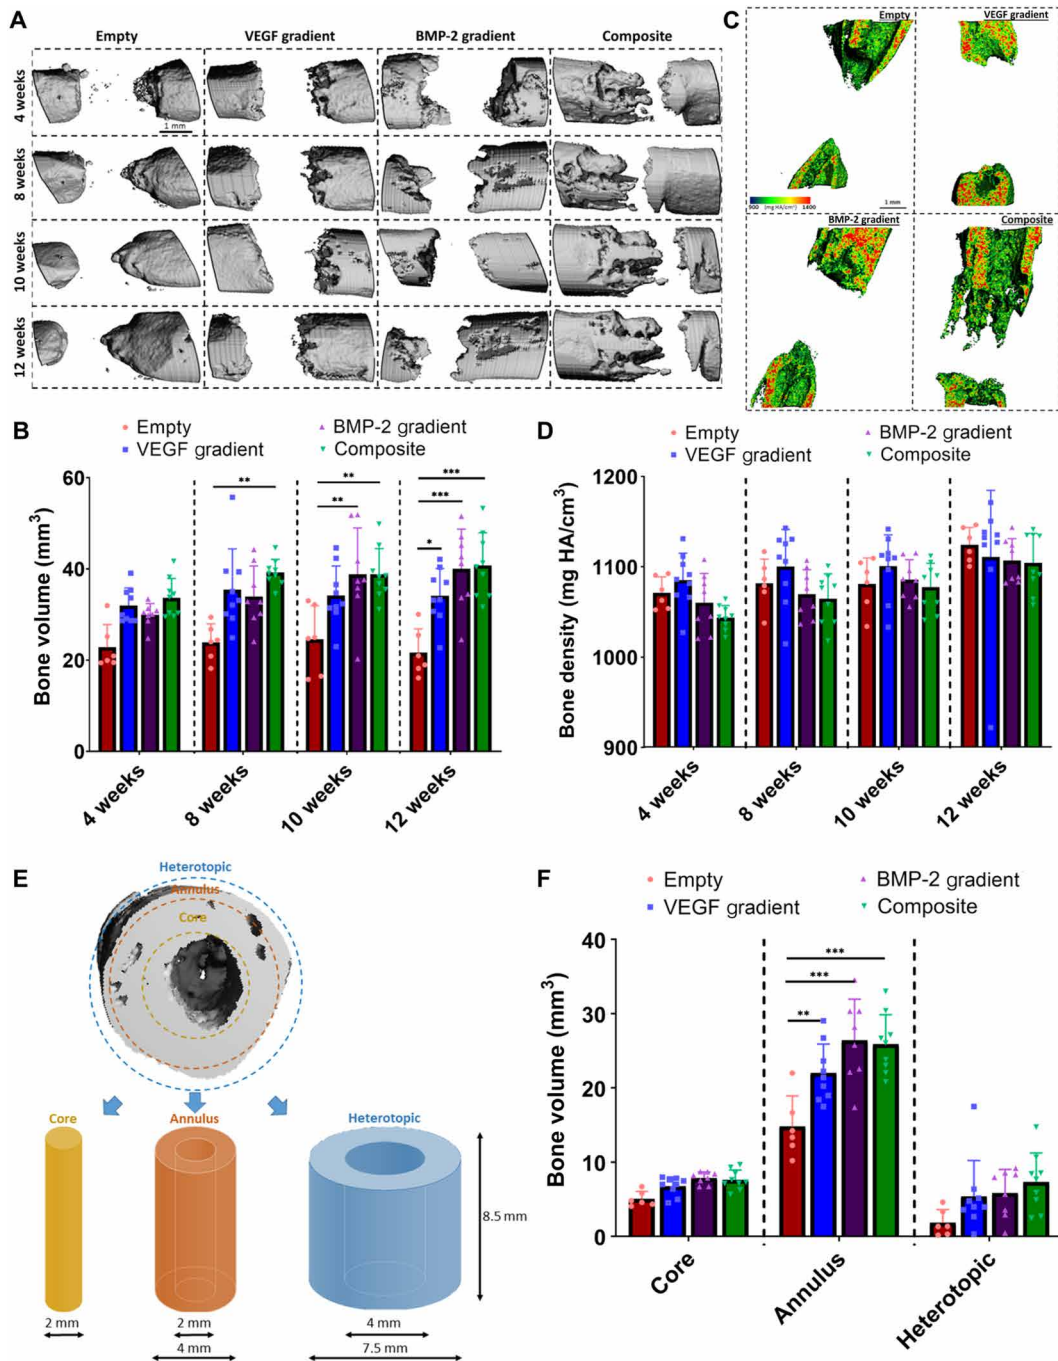 A
Empty
VEGF gradient
BMP-2 gradient
Composite
4 weeks
1 mm
8 weeks
10 weeks
12 weeks
C
Empty
VEGF gradient
900 (mg HA/cm³) 1400
1 mm
BMP-2 gradient
Composite
B
Empty
BMP-2 gradient
VEGF gradient
Composite
Bone volume (mm³)
60
40
20
0
**
**
**
***
***
*
4 weeks
8 weeks
10 weeks
12 weeks
D
Empty
BMP-2 gradient
VEGF gradient
Composite
Bone density (mg HA/cm³)
1200
1100
1000
900
4 weeks
8 weeks
10 weeks
12 weeks
E
Heterotopic
Annulus
Core
Core
Annulus
Heterotopic
8.5 mm
2 mm
2 mm
4 mm
4 mm
7.5 mm
F
Empty
BMP-2 gradient
VEGF gradient
Composite
Bone volume (mm³)
40
30
20
10
0
***
***
**
Core
Annulus
Heterotopic